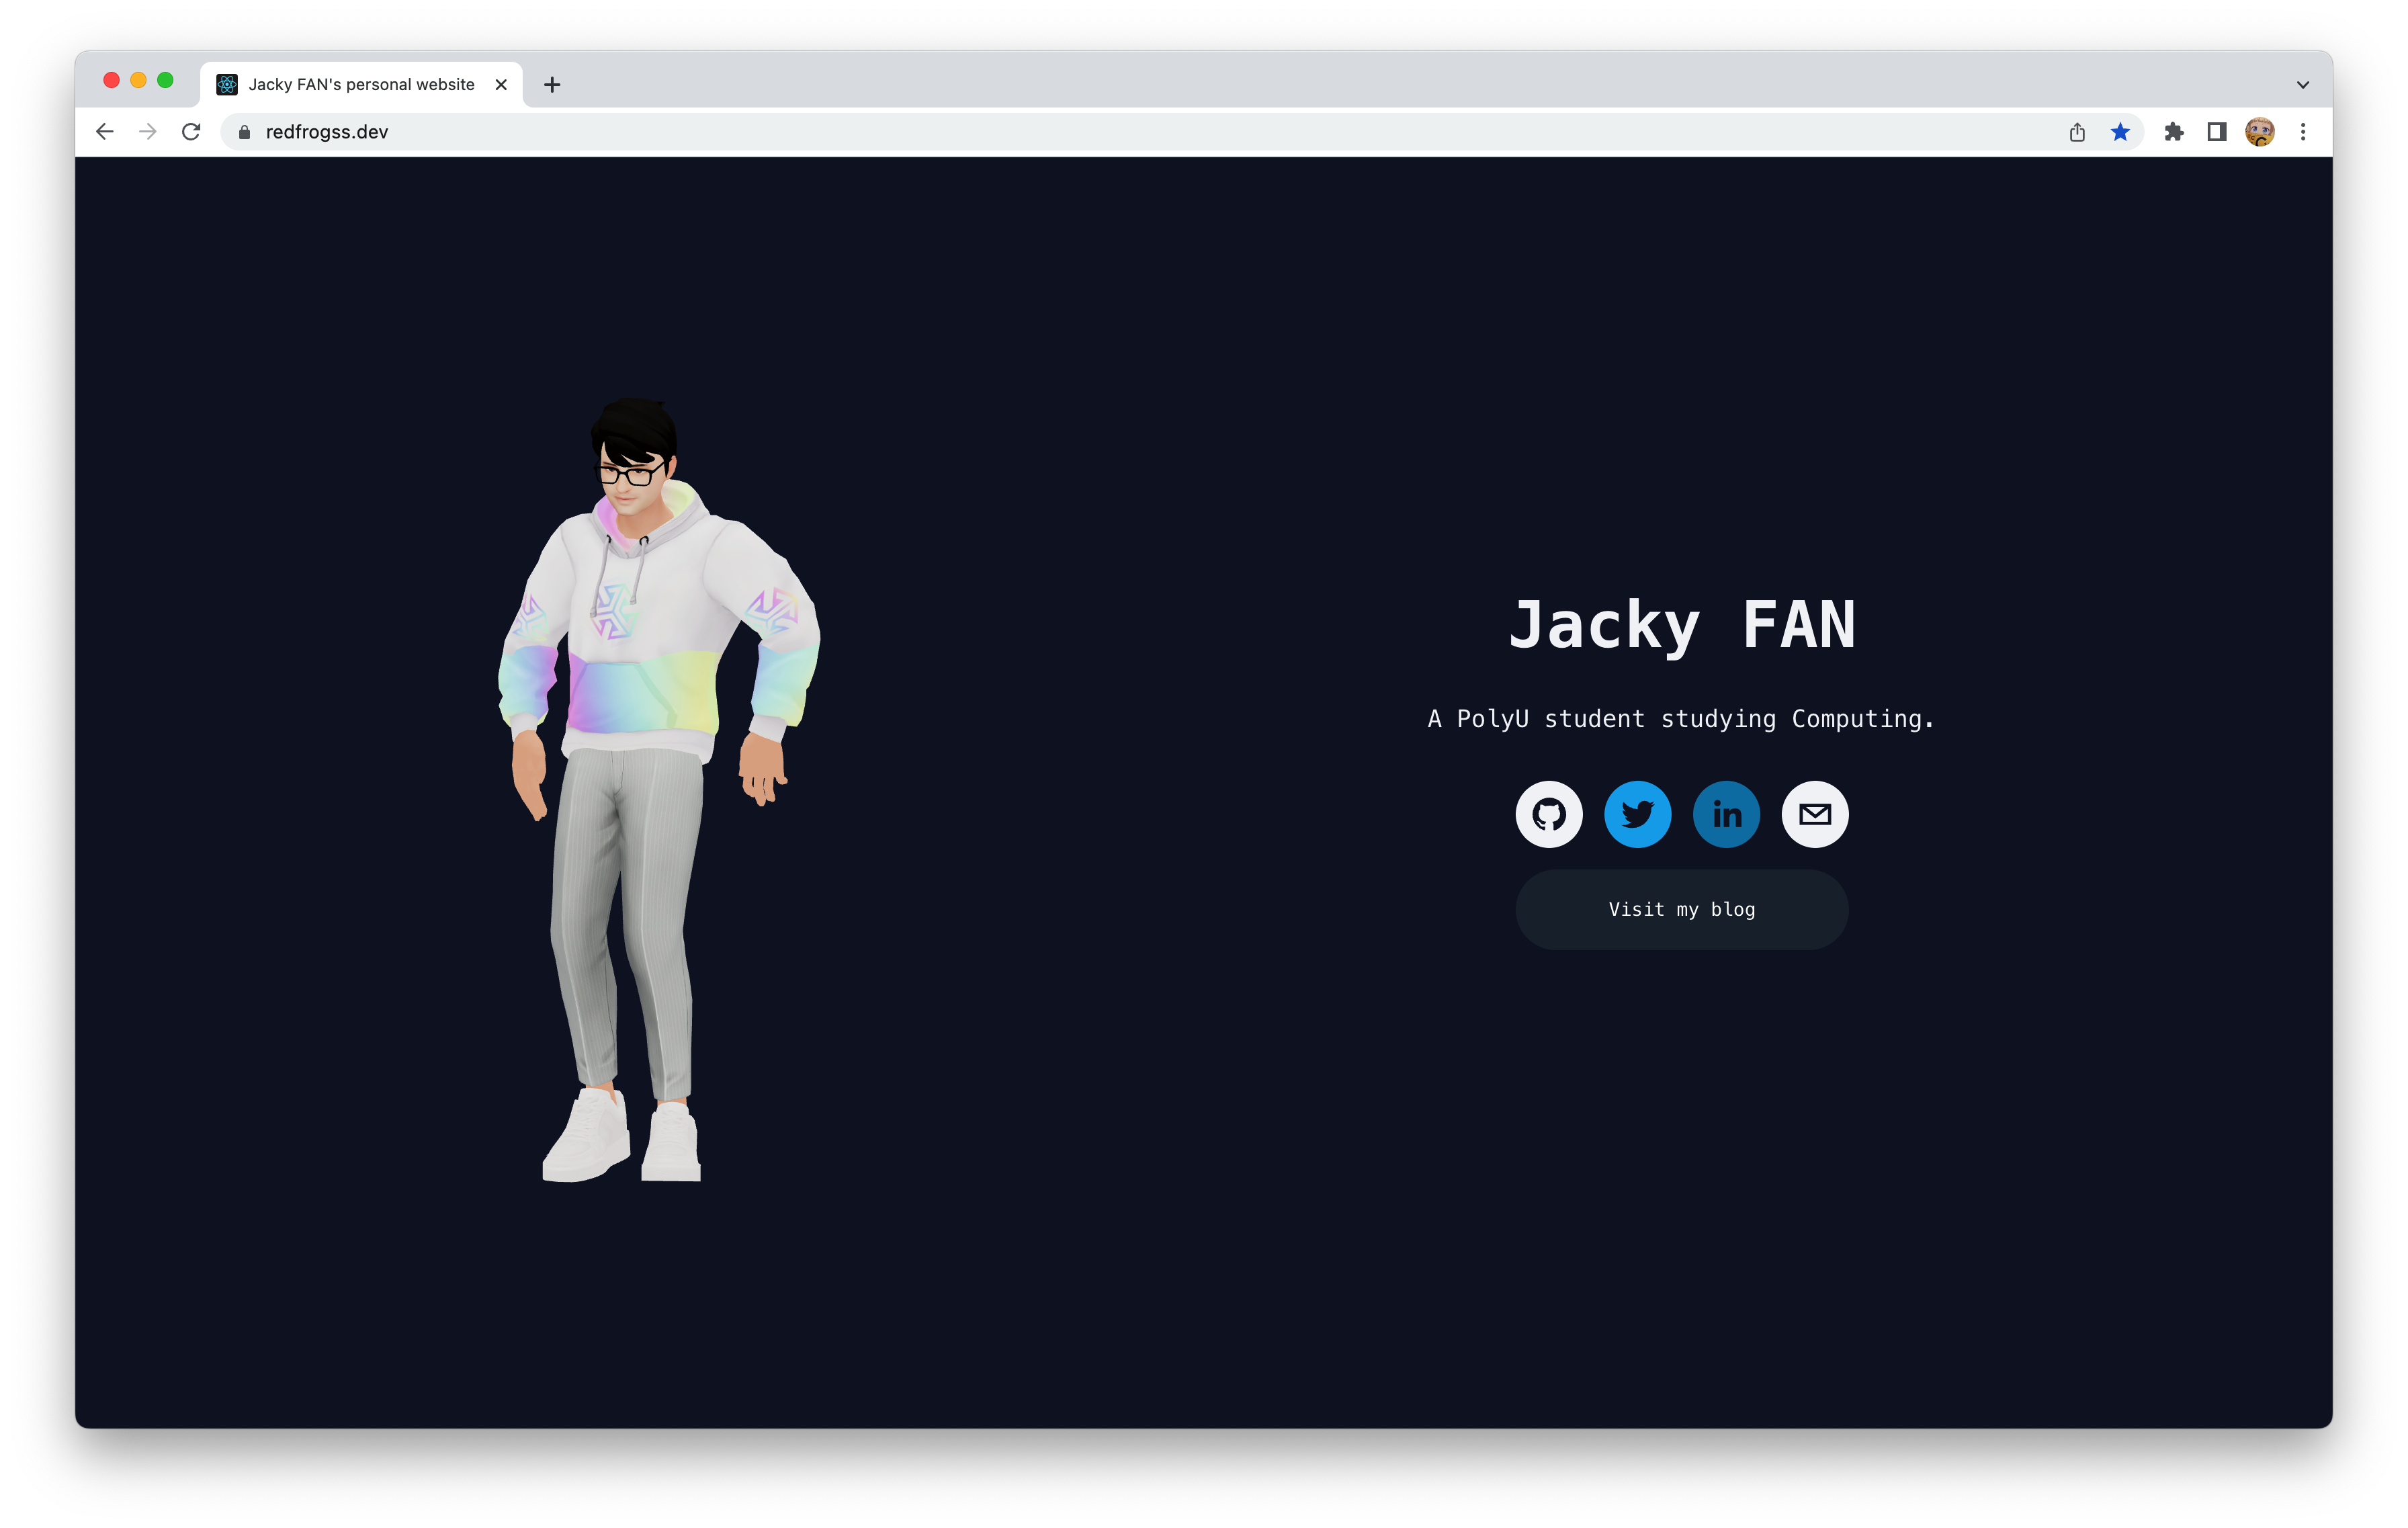 Jacky FAN's personal website
redfrogss.dev
Jacky FAN
A PolyU student studying Computing.
in
Visit my blog